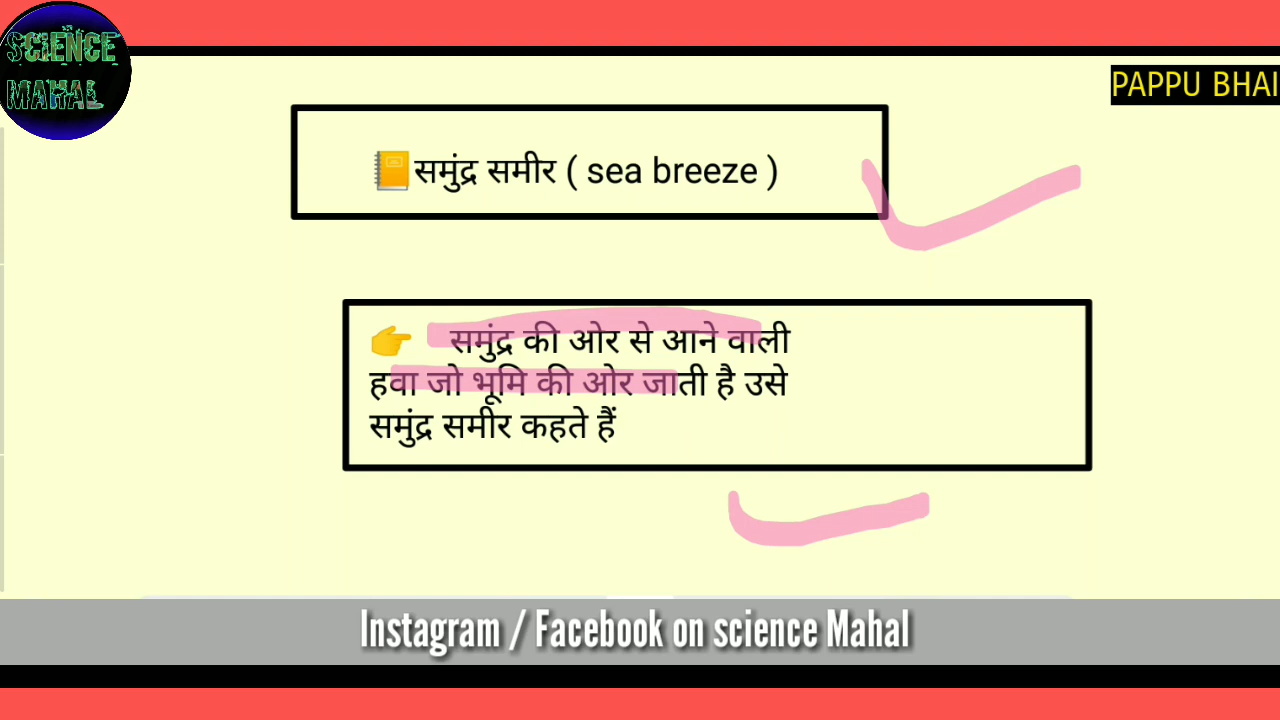 SCIENCE
MAHAL
PAPPU BHAI
📒समुंद्र समीर ( sea breeze )
👉 समुंद्र की ओर से आने वाली
हवा जो भूमि की ओर जाती है उसे
समुंद्र समीर कहते हैं
Instagram / Facebook on science Mahal